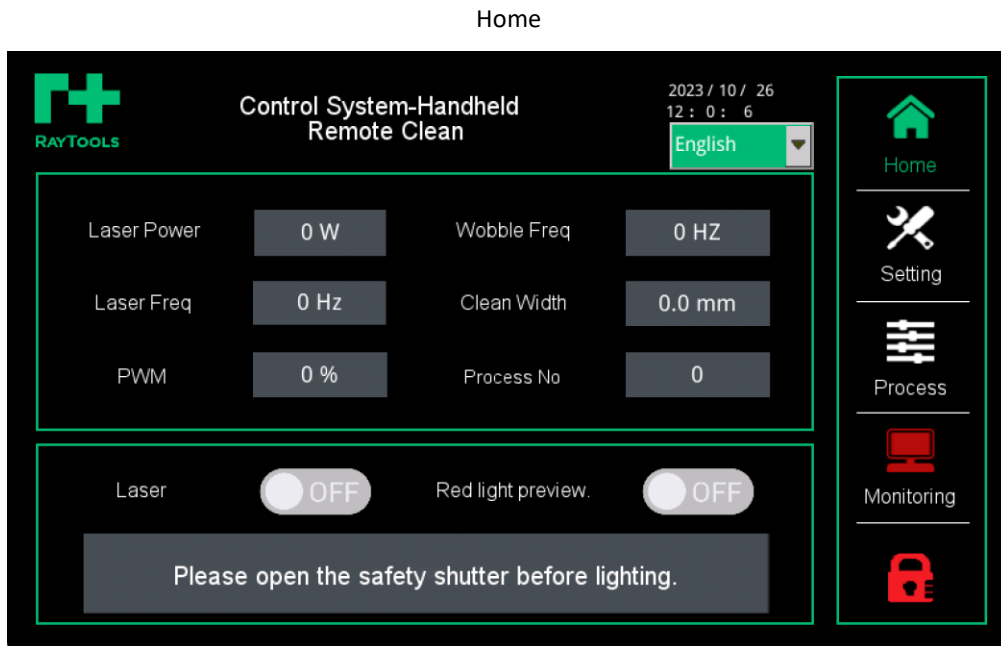 Home
RAYTOOLS
Control System-Handheld
Remote Clean
2023 / 10 / 26
12 : 0 : 6
English
Home
Laser Power
0 W
Wobble Freq
0 HZ
Setting
Laser Freq
0 Hz
Clean Width
0.0 mm
PWM
0 %
Process No
0
Process
Laser
OFF
Red light preview.
OFF
Monitoring
Please open the safety shutter before lighting.